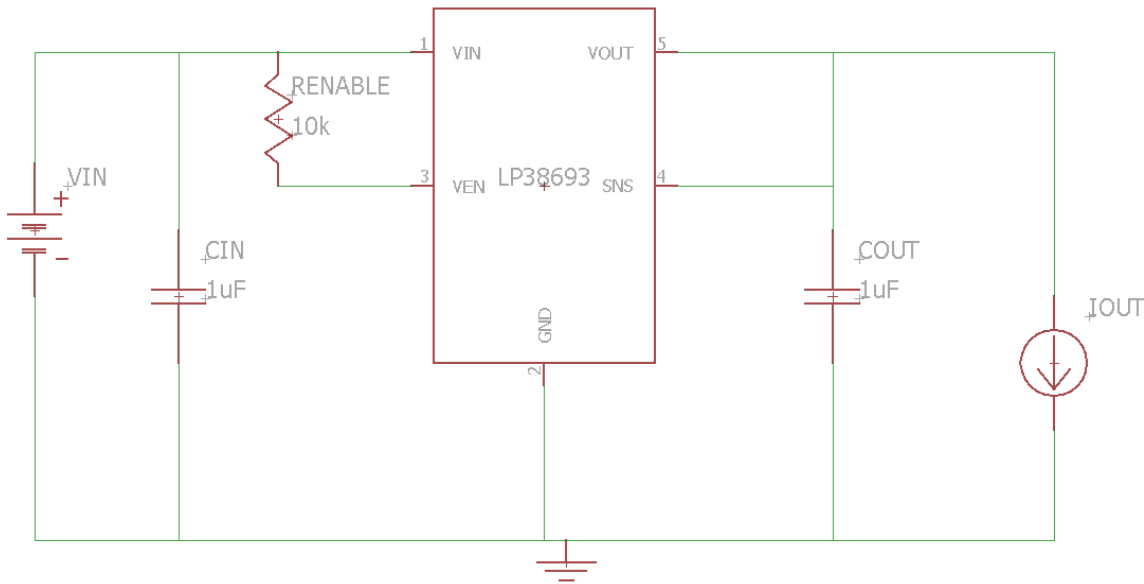 1
VIN
VOUT
5
RENABLE
10k
VIN
+
-
3
VEN
LP38693
SNS
4
CIN
1uF
COUT
1uF
GND
2
IOUT